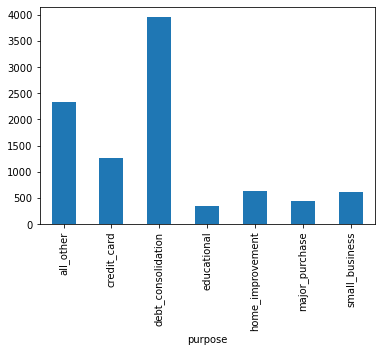 4000
3500
3000
2500
2000
1500
1000
500
0
all_other
credit_card
debt_consolidation
educational
home_improvement
major_purchase
small_business
purpose